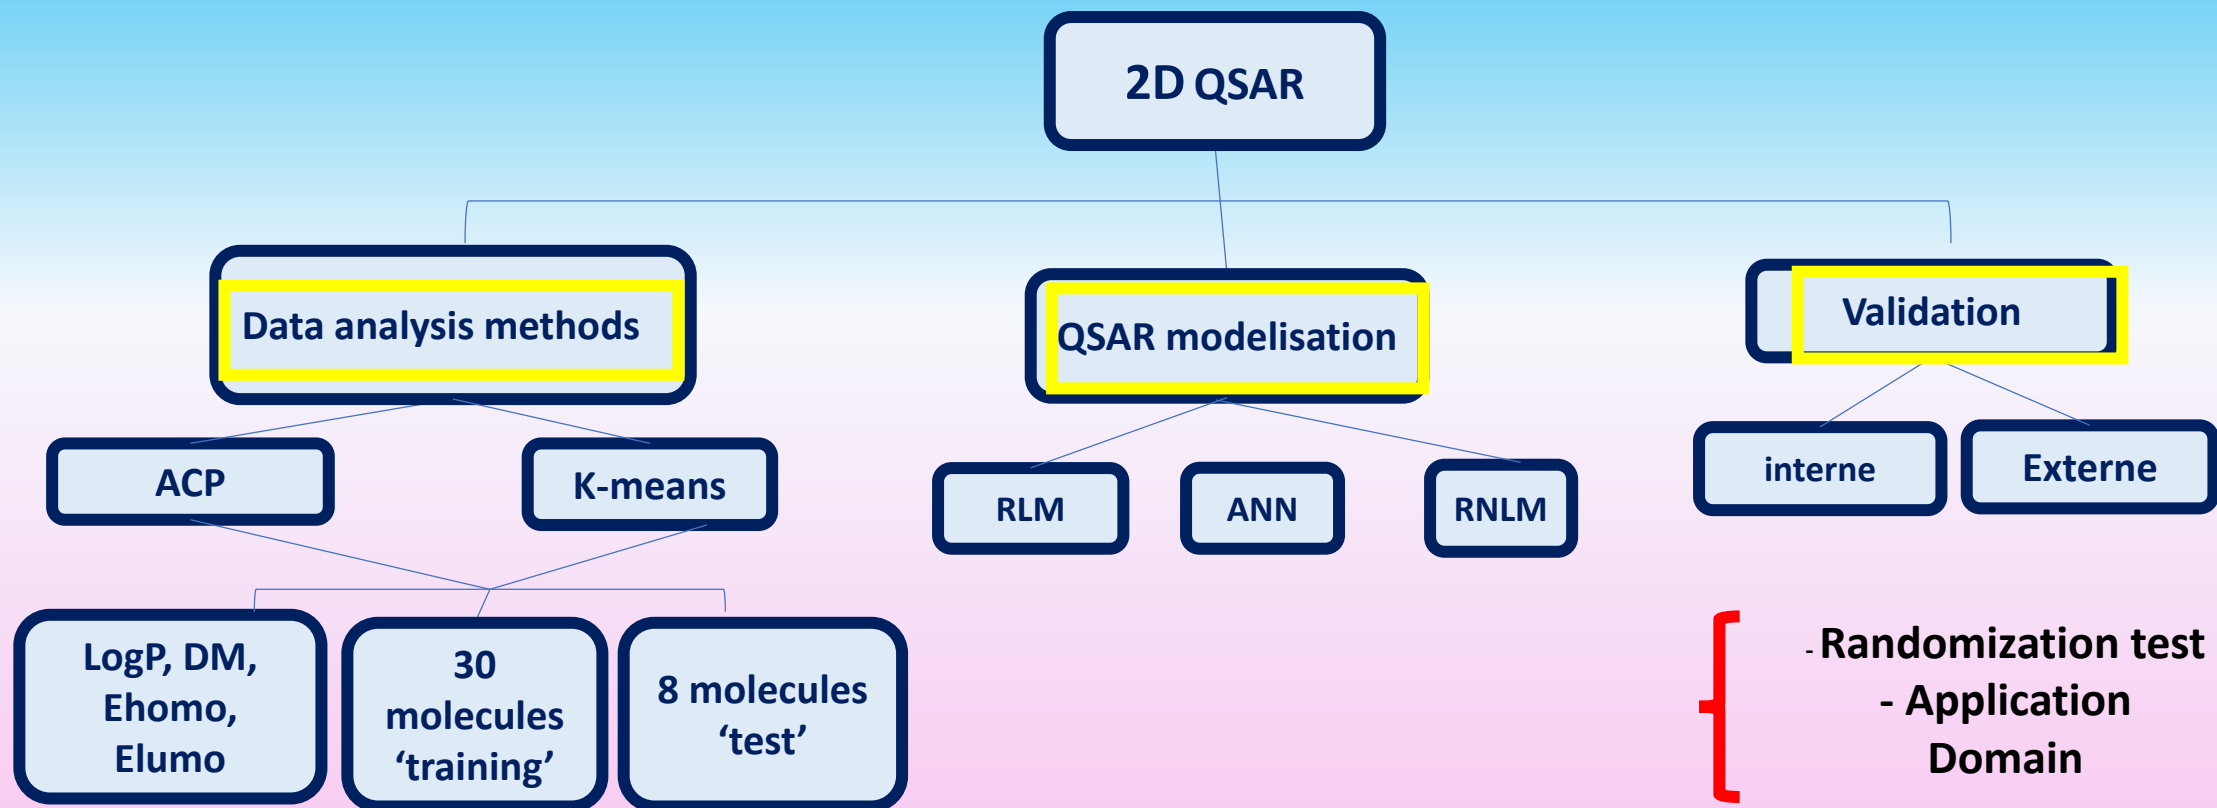 2D QSAR
Data analysis methods
QSAR modelisation
Validation
ACP
K-means
RLM
ANN
RNLM
interne
Externe
LogP, DM,
Ehomo,
Elumo
30
molecules
‘training’
8 molecules
‘test’
- Randomization test
- Application
Domain